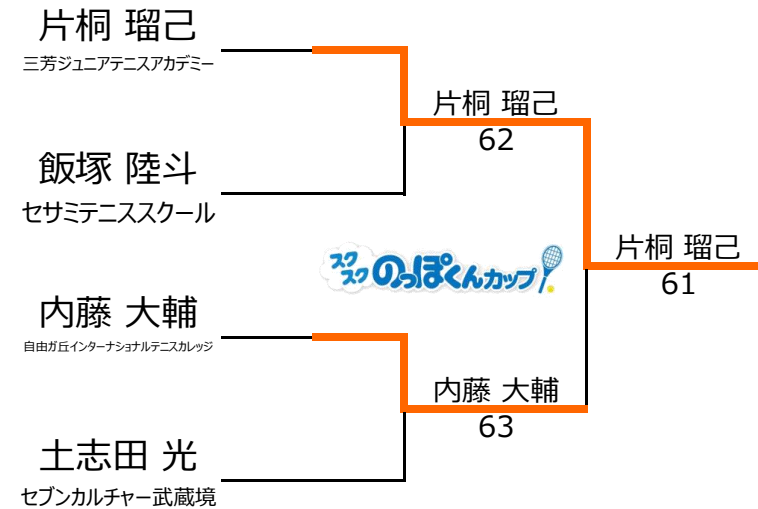 片桐 瑠己
三芳ジュニアテニスアカデミー
片桐 瑠己
62
飯塚 陸斗
セサミテニススクール
スクスク のっぽくんカップ
片桐 瑠己
61
内藤 大輔
自由ガ丘インターナショナルテニスカレッジ
内藤 大輔
63
土志田 光
セブンカルチャー武蔵境